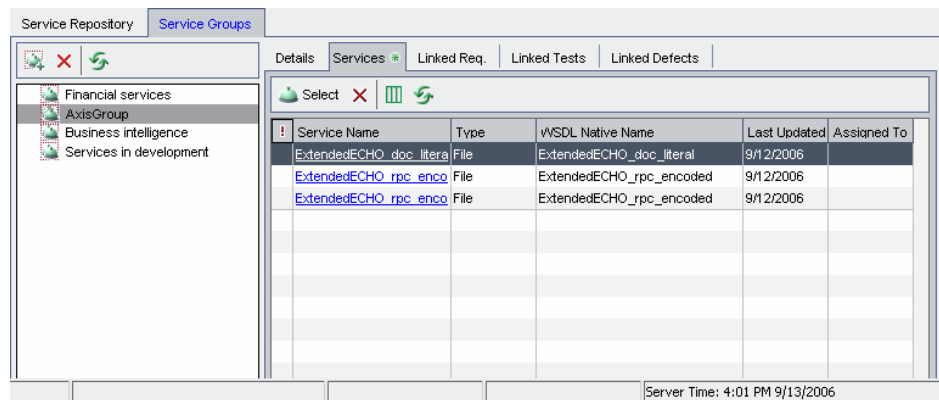 Service Repository Service Groups
Details Services * Linked Req. Linked Tests Linked Defects
Select
Financial services
AxisGroup
Business intelligence
Services in development
! Service Name Type WSDL Native Name Last Updated Assigned To
ExtendedECHO_doc_litera File ExtendedECHO_doc_literal 9/12/2006
ExtendedECHO_rpc_enco File ExtendedECHO_rpc_encoded 9/12/2006
ExtendedECHO_rpc_enco File ExtendedECHO_rpc_encoded 9/12/2006
Server Time: 4:01 PM 9/13/2006